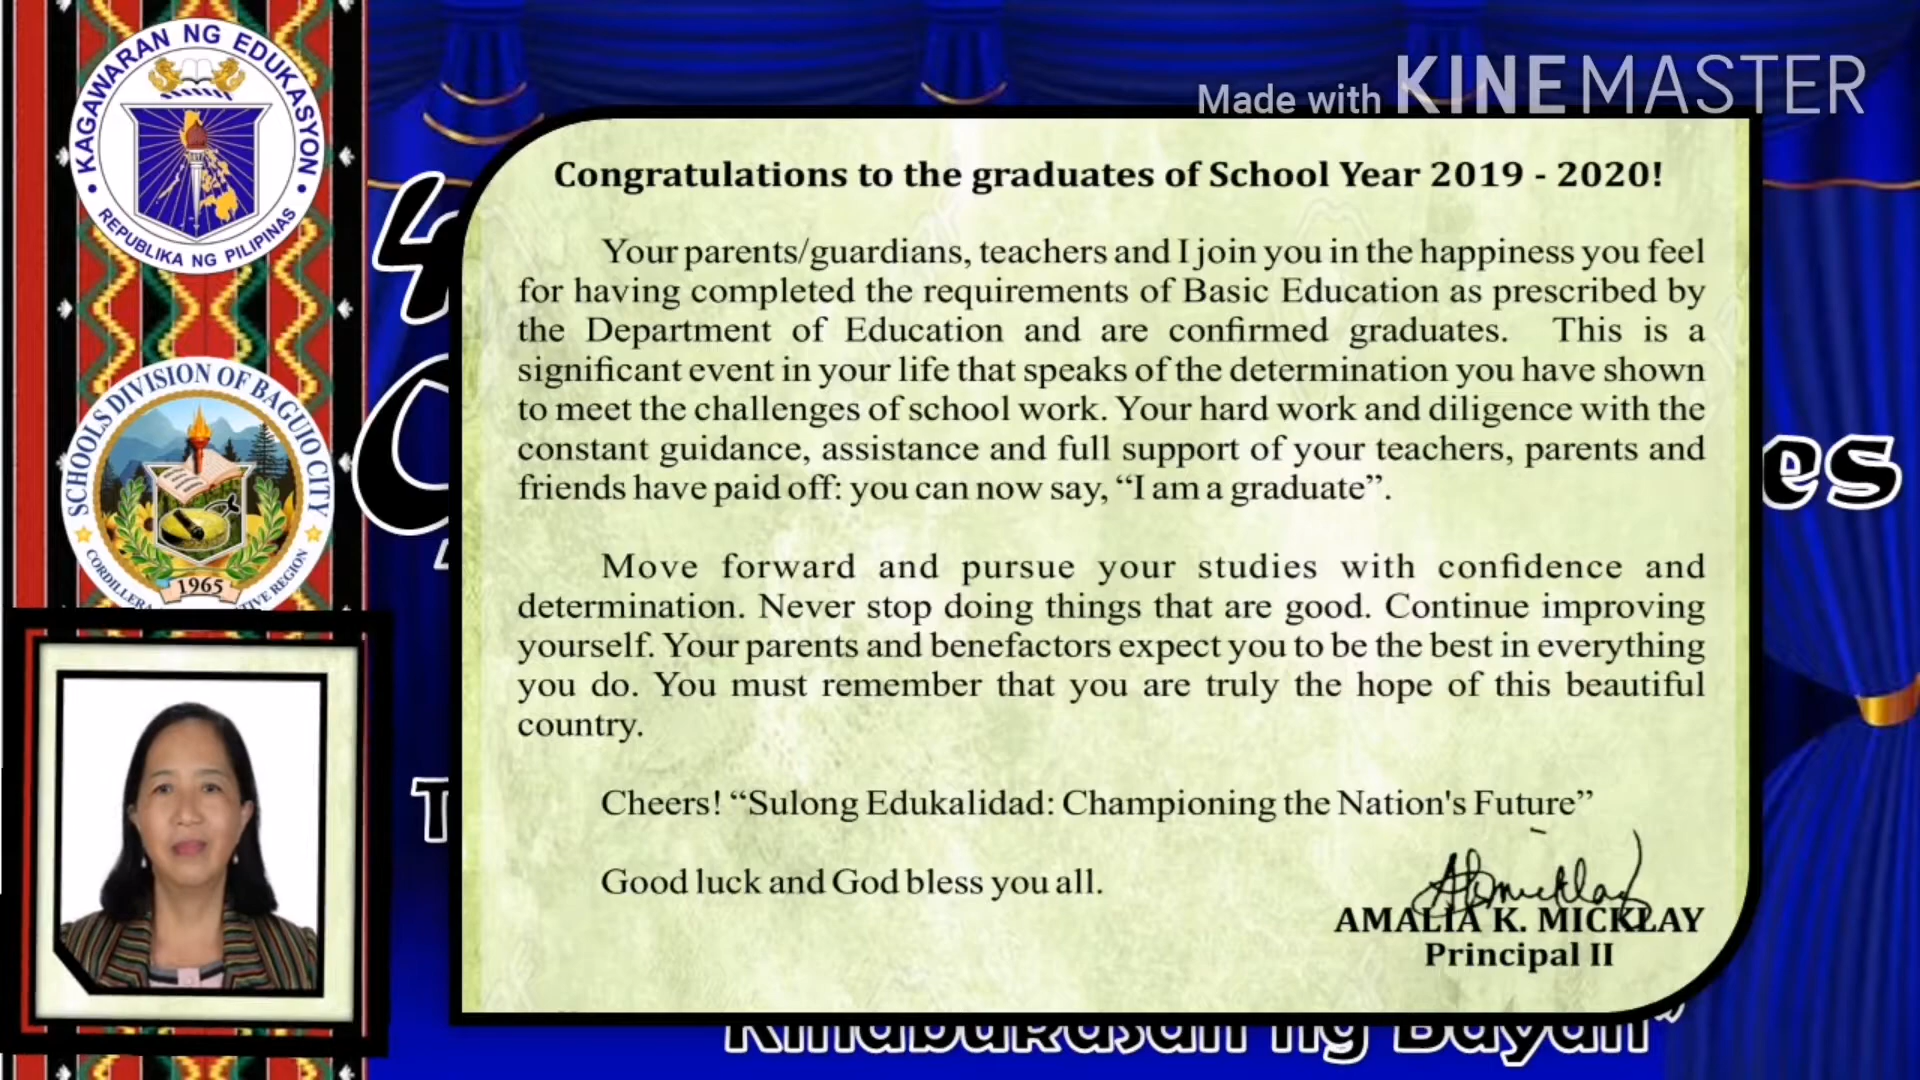 KAGAWARAN NG EDUKASYON
REPUBLIKA NG PILIPINAS
SCHOOLS DIVISION OF BAGUIO CITY
1965
Made with KINEMASTER
Congratulations to the graduates of School Year 2019 - 2020!
Your parents/guardians, teachers and I join you in the happiness you feel
for having completed the requirements of Basic Education as prescribed by
the Department of Education and are confirmed graduates. This is a
significant event in your life that speaks of the determination you have shown
to meet the challenges of school work. Your hard work and diligence with the
constant guidance, assistance and full support of your teachers, parents and
friends have paid off: you can now say, “I am a graduate”.
Move forward and pursue your studies with confidence and
determination. Never stop doing things that are good. Continue improving
yourself. Your parents and benefactors expect you to be the best in everything
you do. You must remember that you are truly the hope of this beautiful
country.
Cheers! “Sulong Edukalidad: Championing the Nation's Future”
Good luck and God bless you all.
AMALIA K. MICKLAY
Principal II
Kinabukasan ng Bayan”